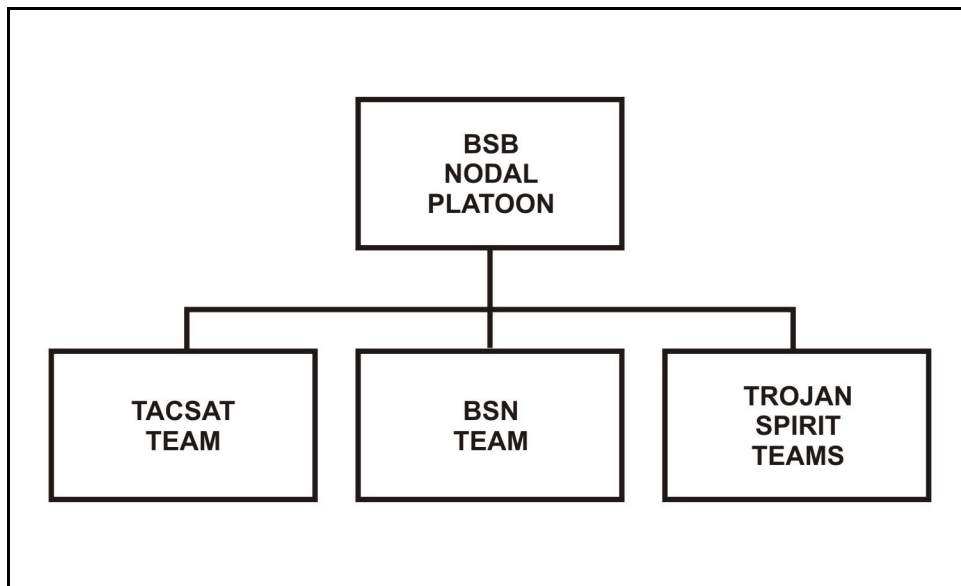 BSB
NODAL
PLATOON
TACSAT
TEAM
BSN
TEAM
TROJAN
SPIRIT
TEAMS